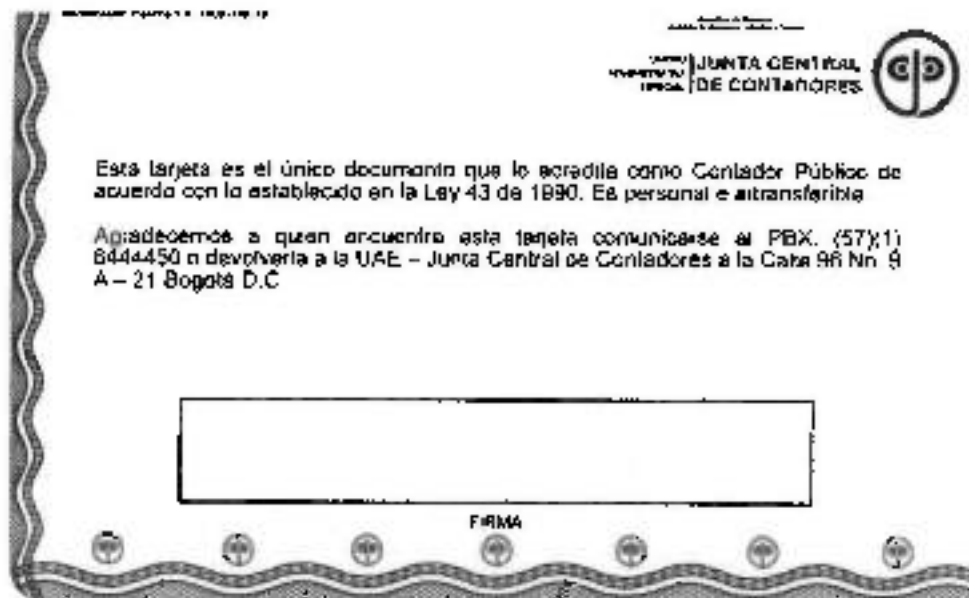 JUNTA CENTRAL
DE CONTADORES
Esta tarjeta es el único documento que lo acredita como Contador Público de
acuerdo con lo establecido en la Ley 43 de 1990. Es personal e intransferible
Agradecemos a quien encuentre esta tarjeta comunicarse al PBX. (57)(1)
6444450 o devolverla a la UAE – Junta Central de Contadores a la Calle 96 No. 9
A – 21 Bogotá D.C
FIRMA